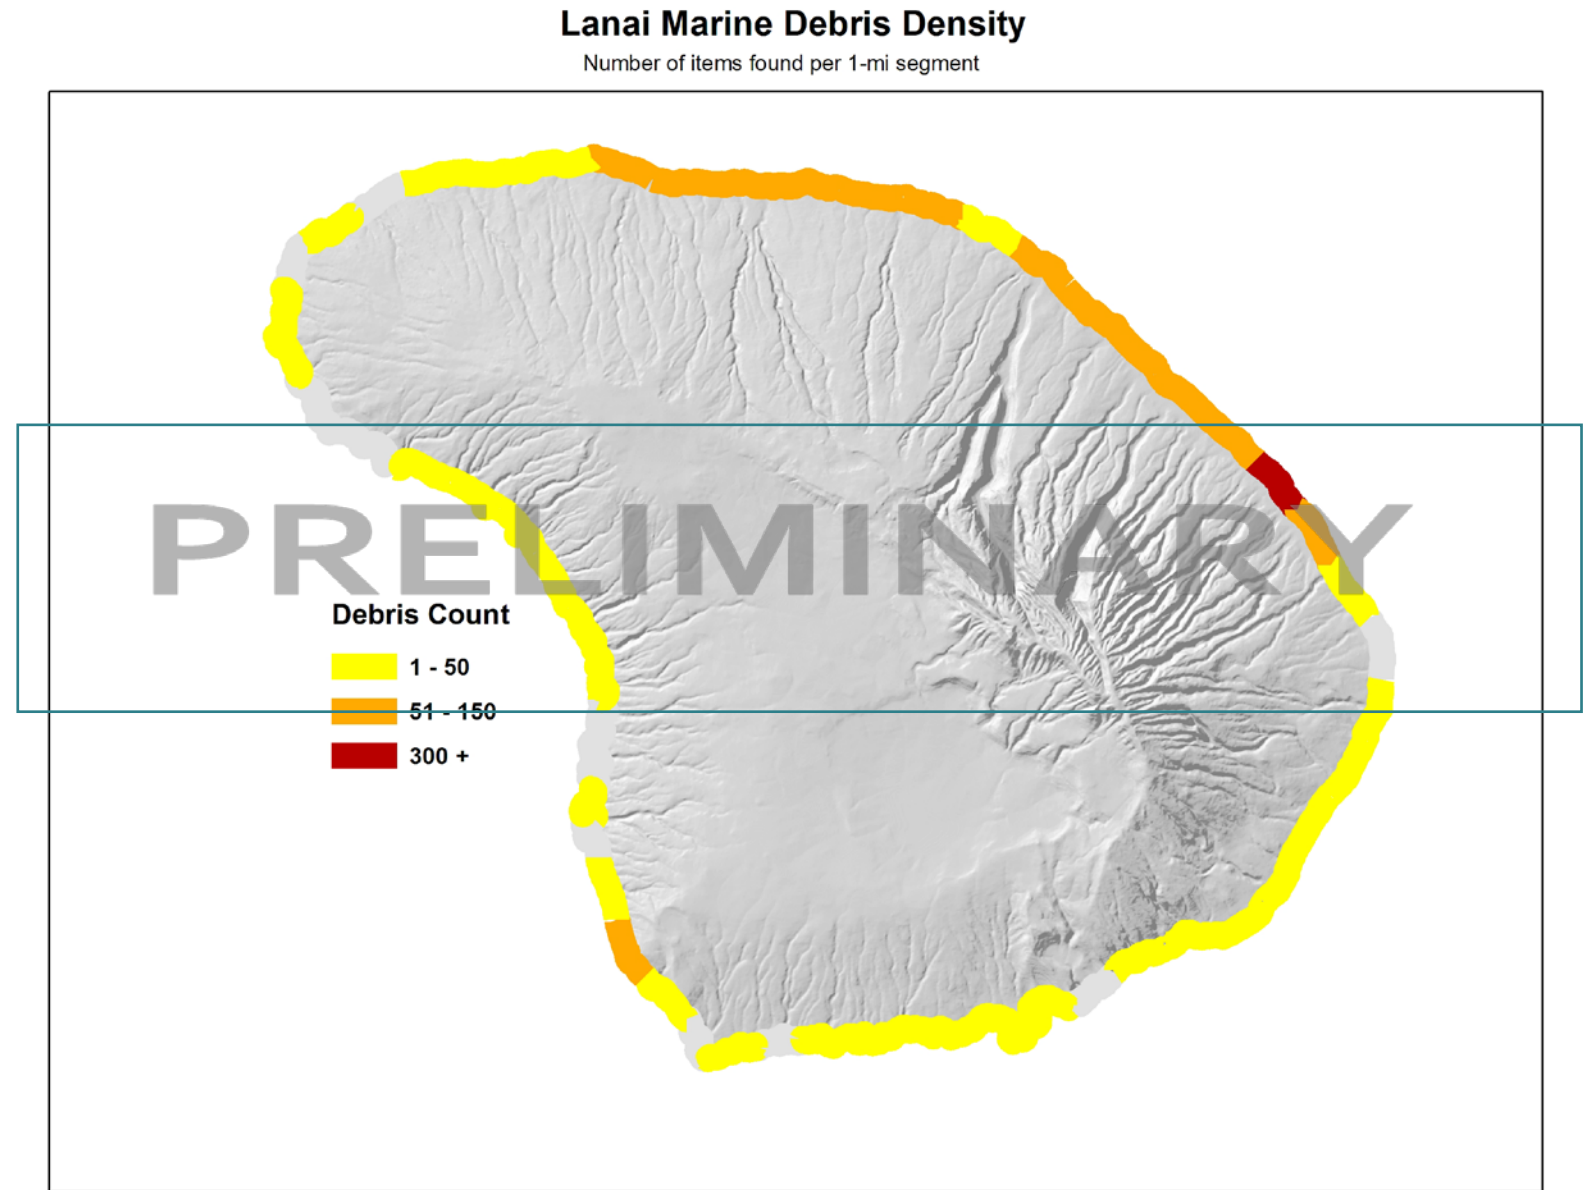 Lanai Marine Debris Density
Number of items found per 1-mi segment
PRELIMINARY
Debris Count
1 - 50
51 - 150
300 +